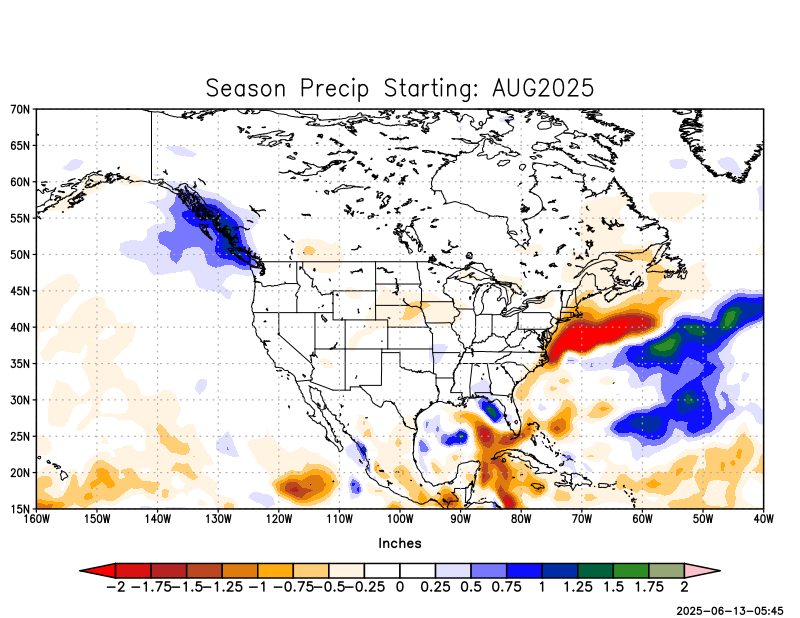 Season Precip Starting: AUG2025
70N
65N
60N
55N
50N
45N
40N
35N
30N
25N
20N
15N
160W 150W 140W 130W 120W 110W 100W 90W 80W 70W 60W 50W 40W
Inches
-2 -1.75-1.5-1.25 -1 -0.75-0.5-0.25 0 0.25 0.5 0.75 1 1.25 1.5 1.75 2
2025-06-13-05:45